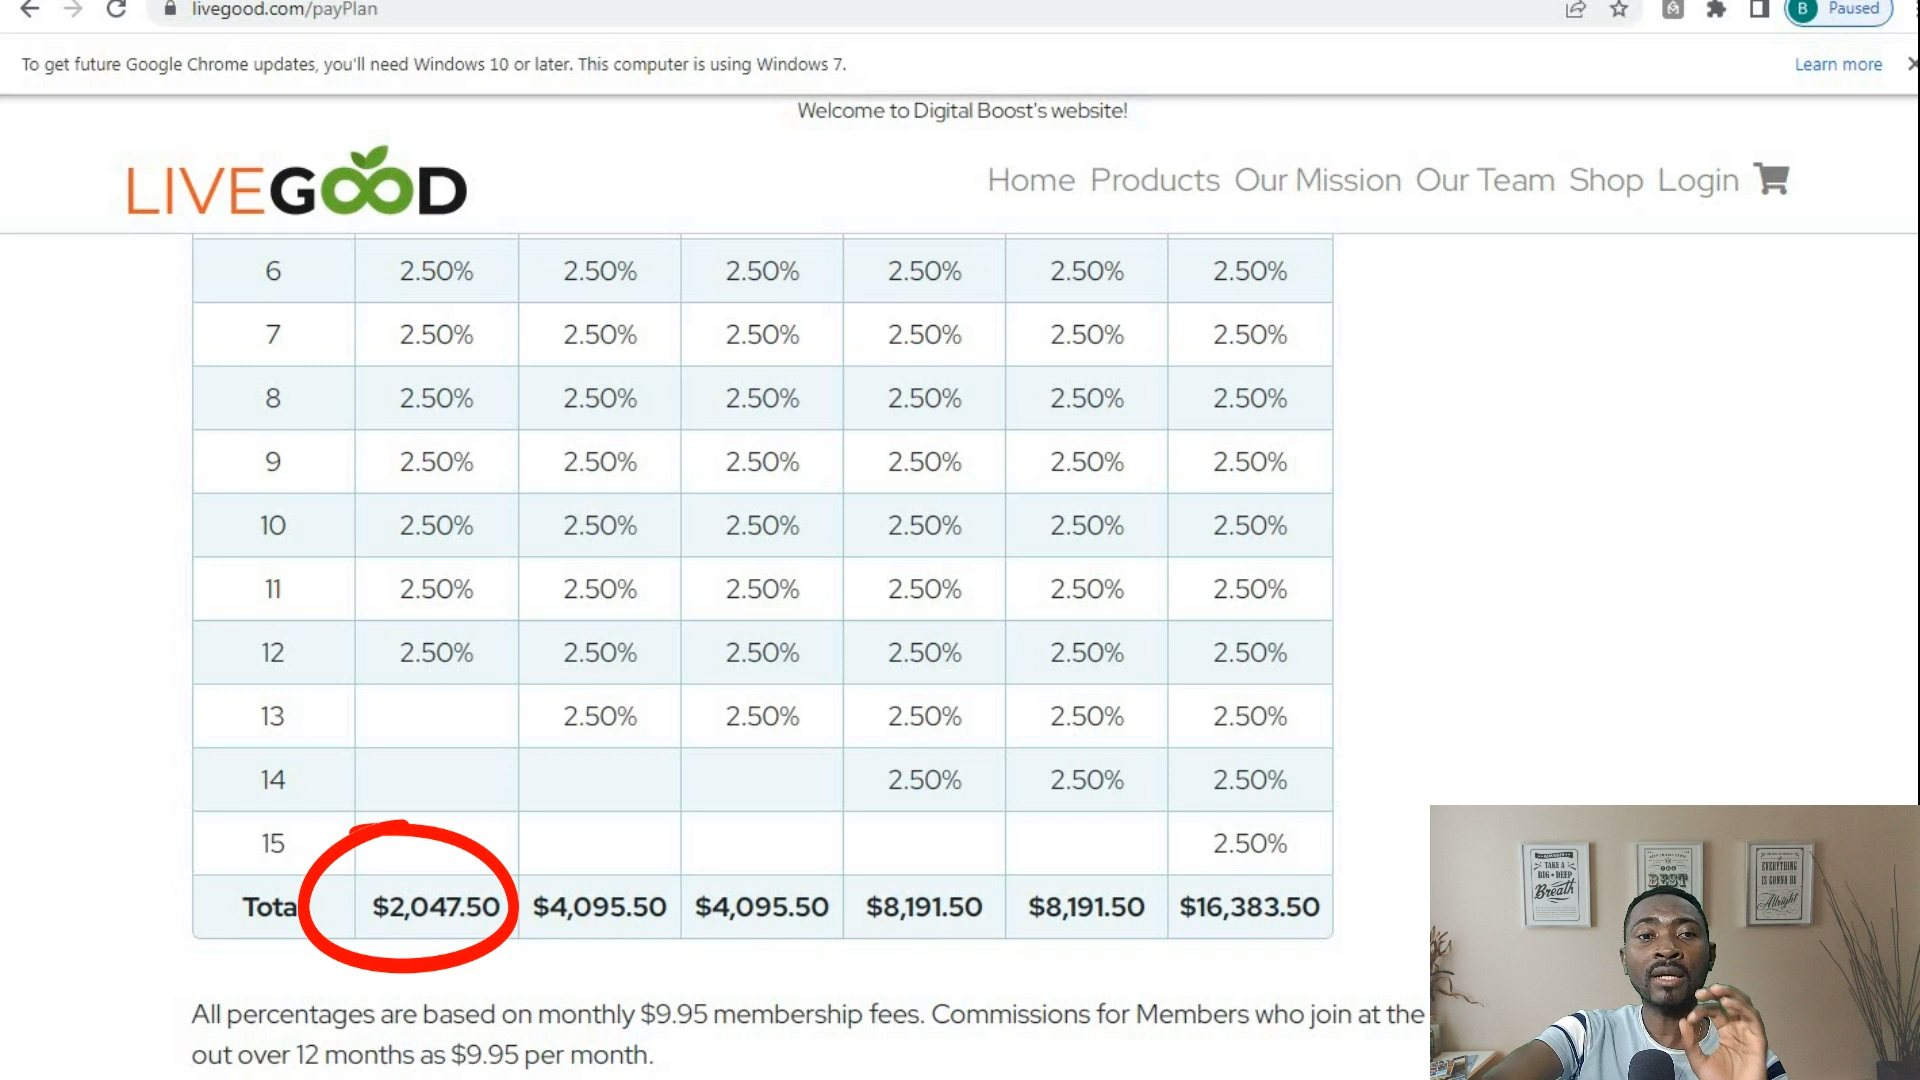 livegood.com/payPlan
B Paused
To get future Google Chrome updates, you'll need Windows 10 or later. This computer is using Windows 7.
Learn more
Welcome to Digital Boost's website!
LIVEGOOD
Home Products Our Mission Our Team Shop Login
6 2.50% 2.50% 2.50% 2.50% 2.50% 2.50%
7 2.50% 2.50% 2.50% 2.50% 2.50% 2.50%
8 2.50% 2.50% 2.50% 2.50% 2.50% 2.50%
9 2.50% 2.50% 2.50% 2.50% 2.50% 2.50%
10 2.50% 2.50% 2.50% 2.50% 2.50% 2.50%
11 2.50% 2.50% 2.50% 2.50% 2.50% 2.50%
12 2.50% 2.50% 2.50% 2.50% 2.50% 2.50%
13 2.50% 2.50% 2.50% 2.50% 2.50%
14 2.50% 2.50% 2.50%
15 2.50%
Tota $2,047.50 $4,095.50 $4,095.50 $8,191.50 $8,191.50 $16,383.50
All percentages are based on monthly $9.95 membership fees. Commissions for Members who join at the
out over 12 months as $9.95 per month.
TAKE A
BIG • DEEP
Breath
BEST
EVERYTHING
IS GONNA BE
Allright